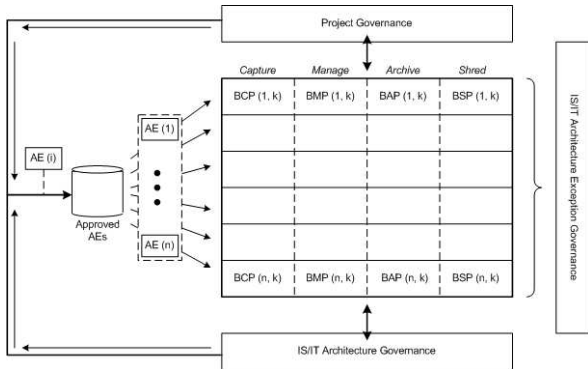 Project Governance
Capture Manage Archive Shred
BCP (1, k) BMP (1, k) BAP (1, k) BSP (1, k)
AE (1)
AE (i)
Approved
AEs
AE (n)
BCP (n, k) BMP (n, k) BAP (n, k) BSP (n, k)
IS/IT Architecture Governance
IS/IT Architecture Exception Governance